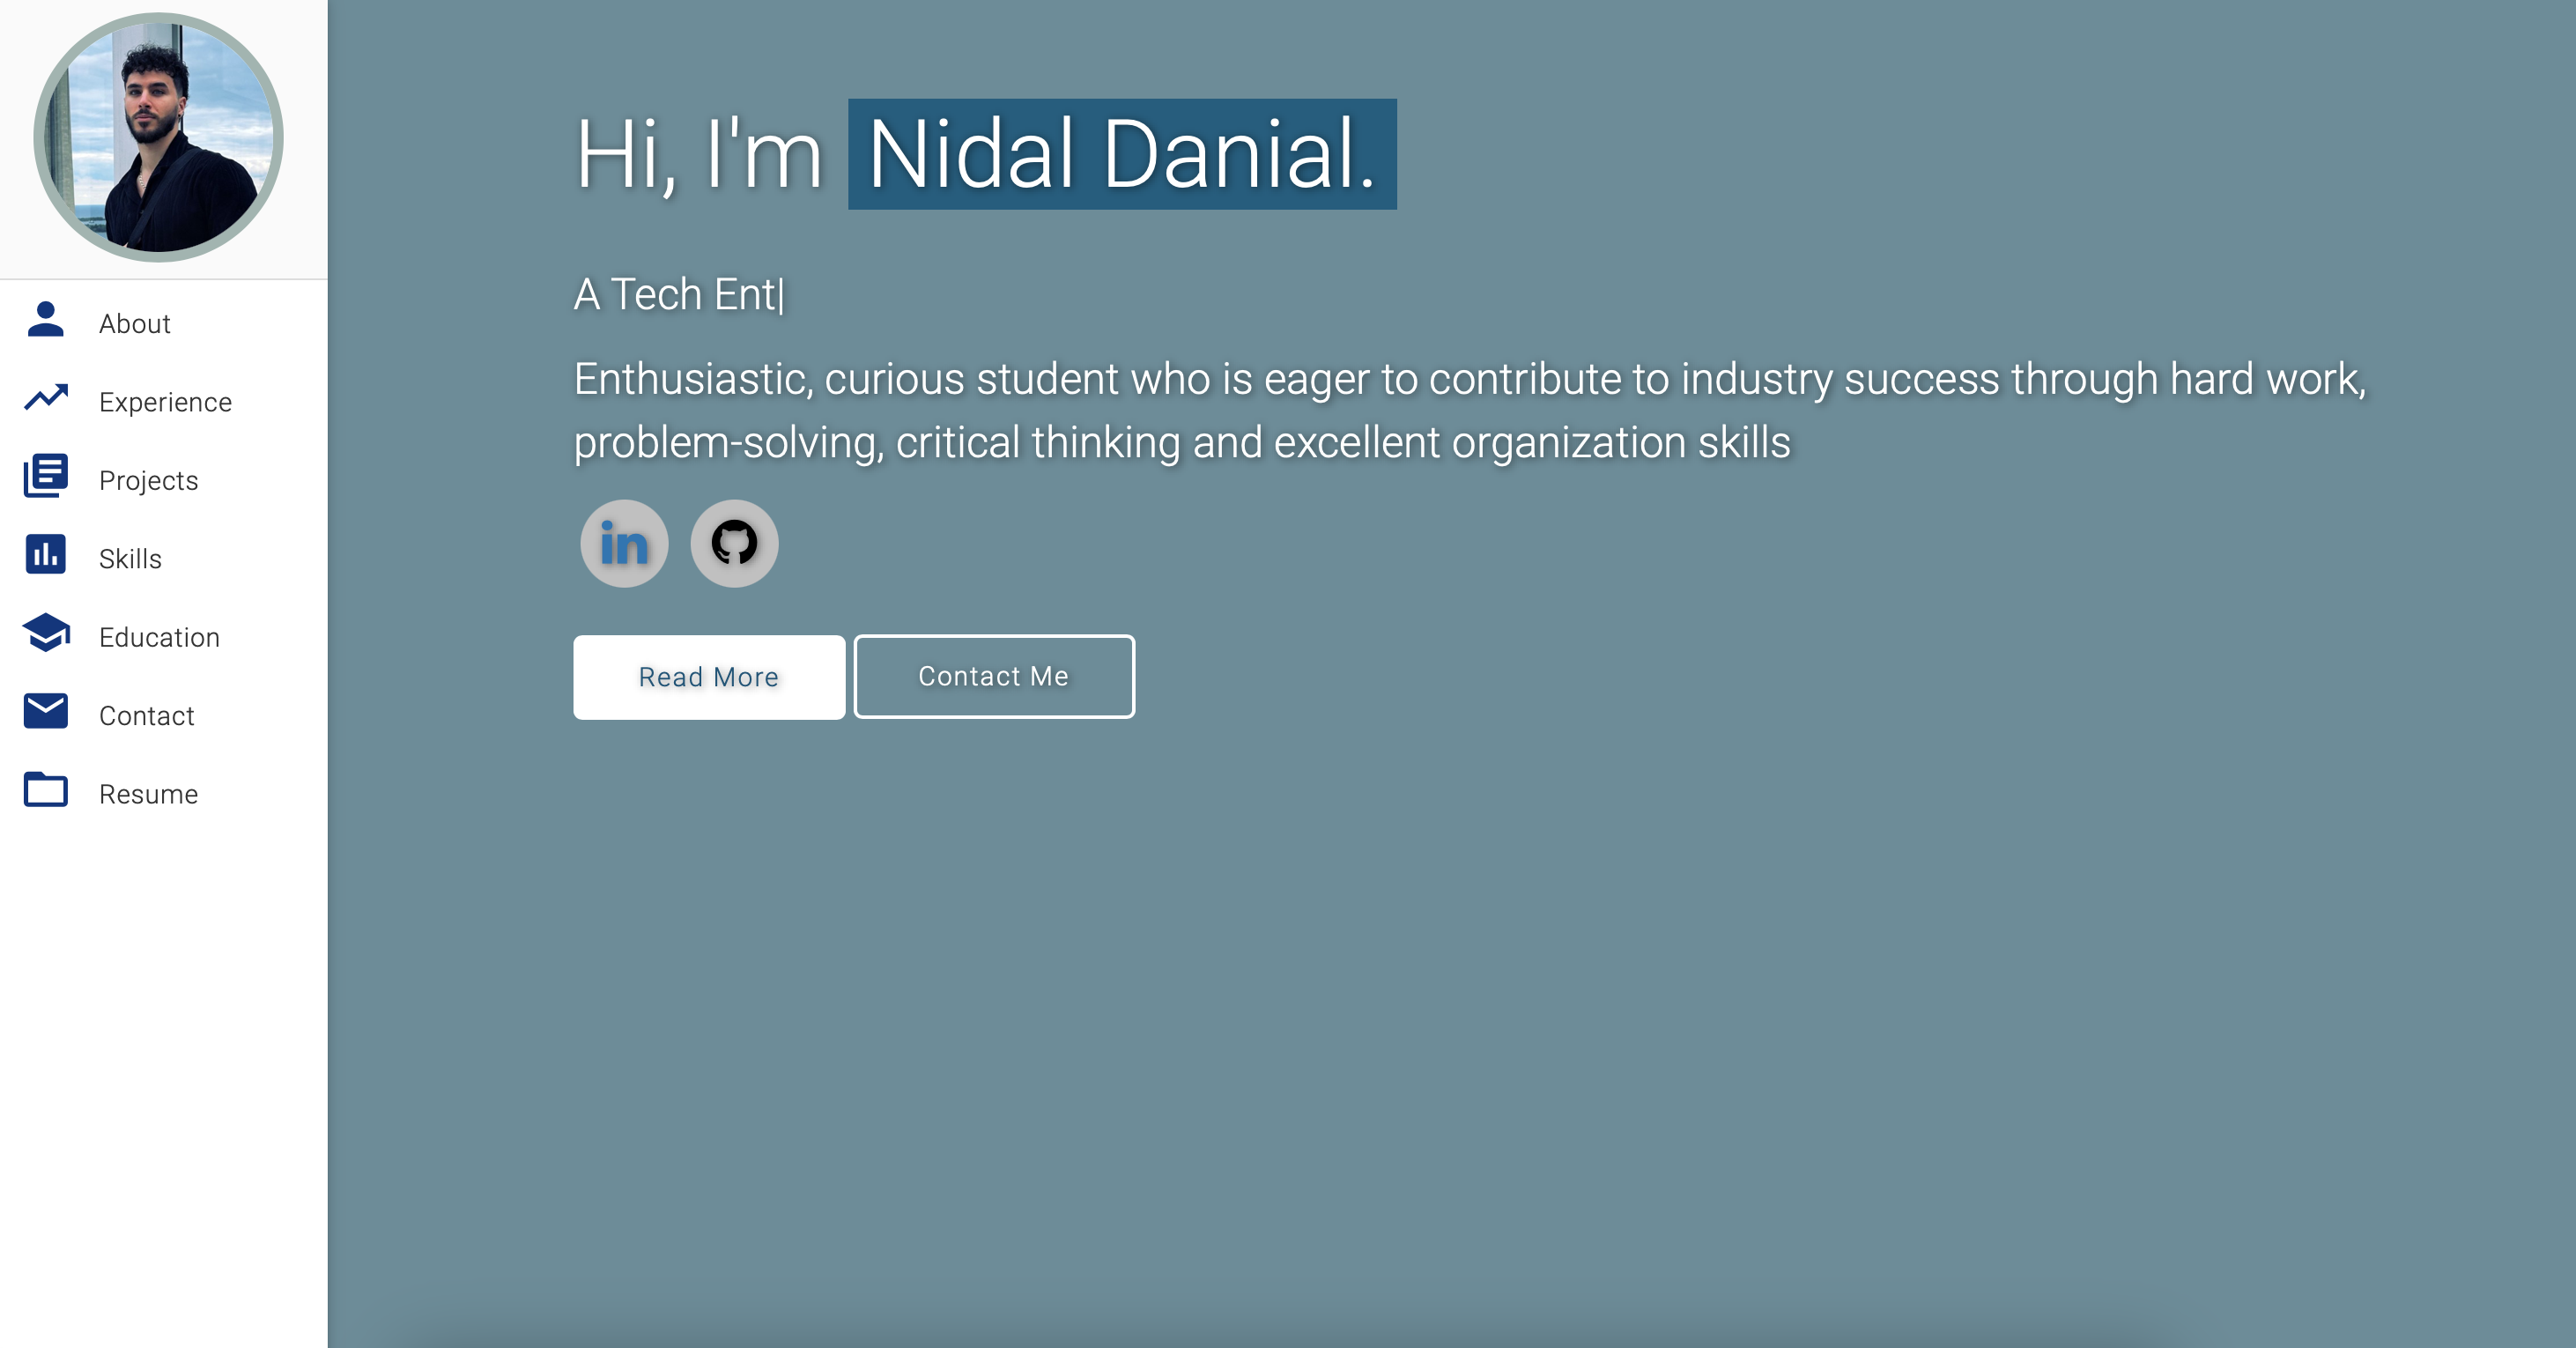 Hi, I'm Nidal Danial.
A Tech Ent|
Enthusiastic, curious student who is eager to contribute to industry success through hard work,
problem-solving, critical thinking and excellent organization skills
in
Read More
Contact Me
About
Experience
Projects
Skills
Education
Contact
Resume